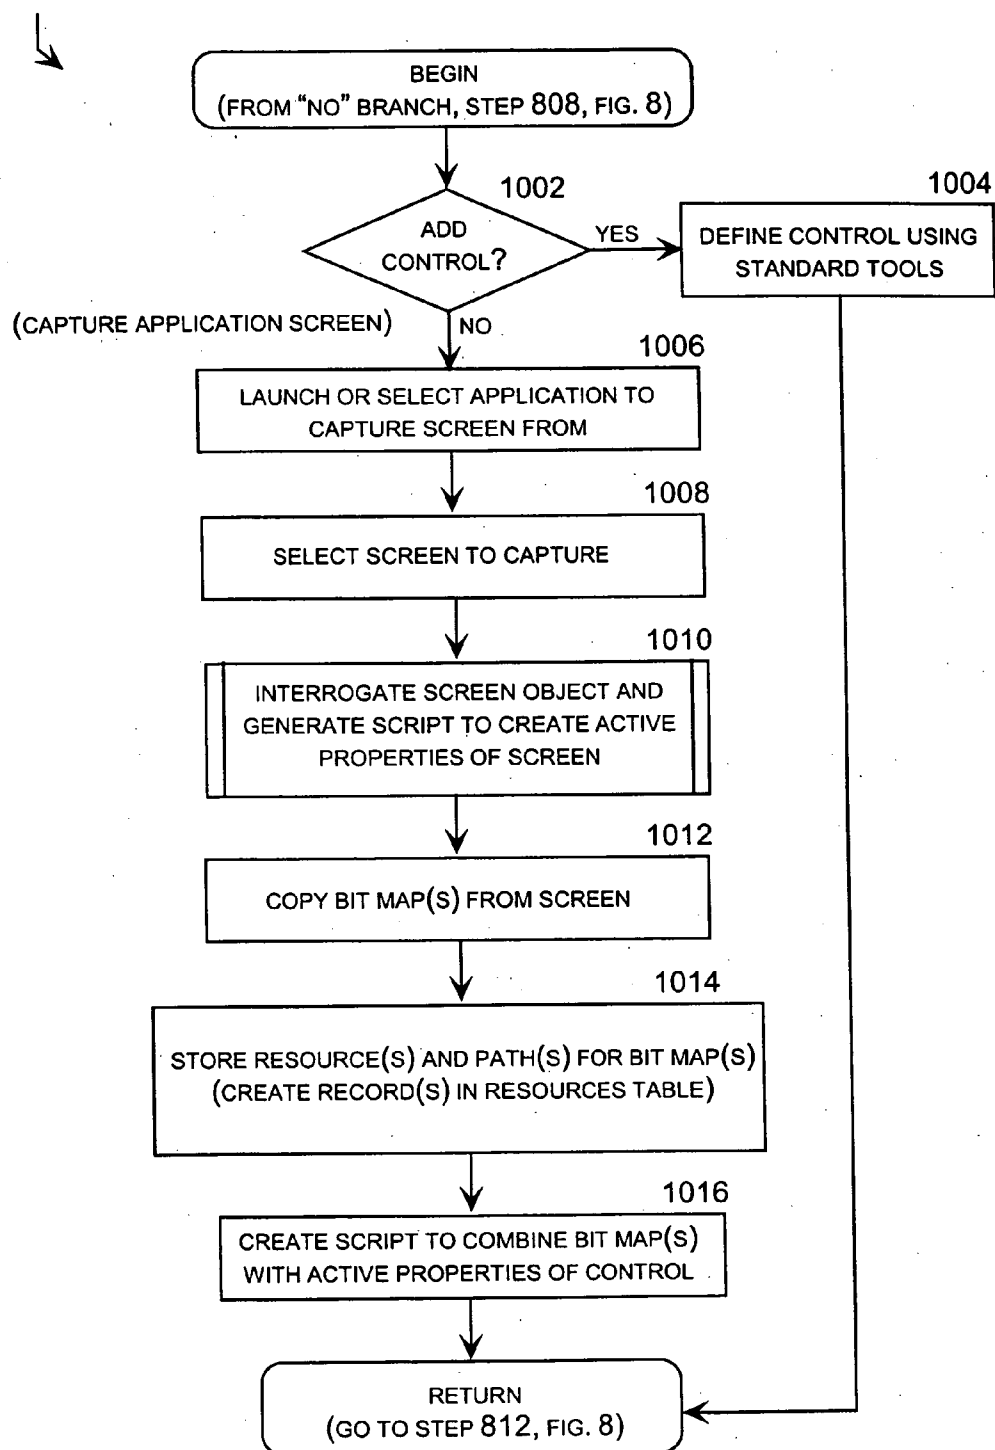 BEGIN
(FROM “NO” BRANCH, STEP 808, FIG. 8)
1002
1004
ADD
CONTROL?
YES
DEFINE CONTROL USING
STANDARD TOOLS
(CAPTURE APPLICATION SCREEN)
NO
1006
LAUNCH OR SELECT APPLICATION TO
CAPTURE SCREEN FROM
1008
SELECT SCREEN TO CAPTURE
1010
INTERROGATE SCREEN OBJECT AND
GENERATE SCRIPT TO CREATE ACTIVE
PROPERTIES OF SCREEN
1012
COPY BIT MAP(S) FROM SCREEN
1014
STORE RESOURCE(S) AND PATH(S) FOR BIT MAP(S)
(CREATE RECORD(S) IN RESOURCES TABLE)
1016
CREATE SCRIPT TO COMBINE BIT MAP(S)
WITH ACTIVE PROPERTIES OF CONTROL
RETURN
(GO TO STEP 812, FIG. 8)